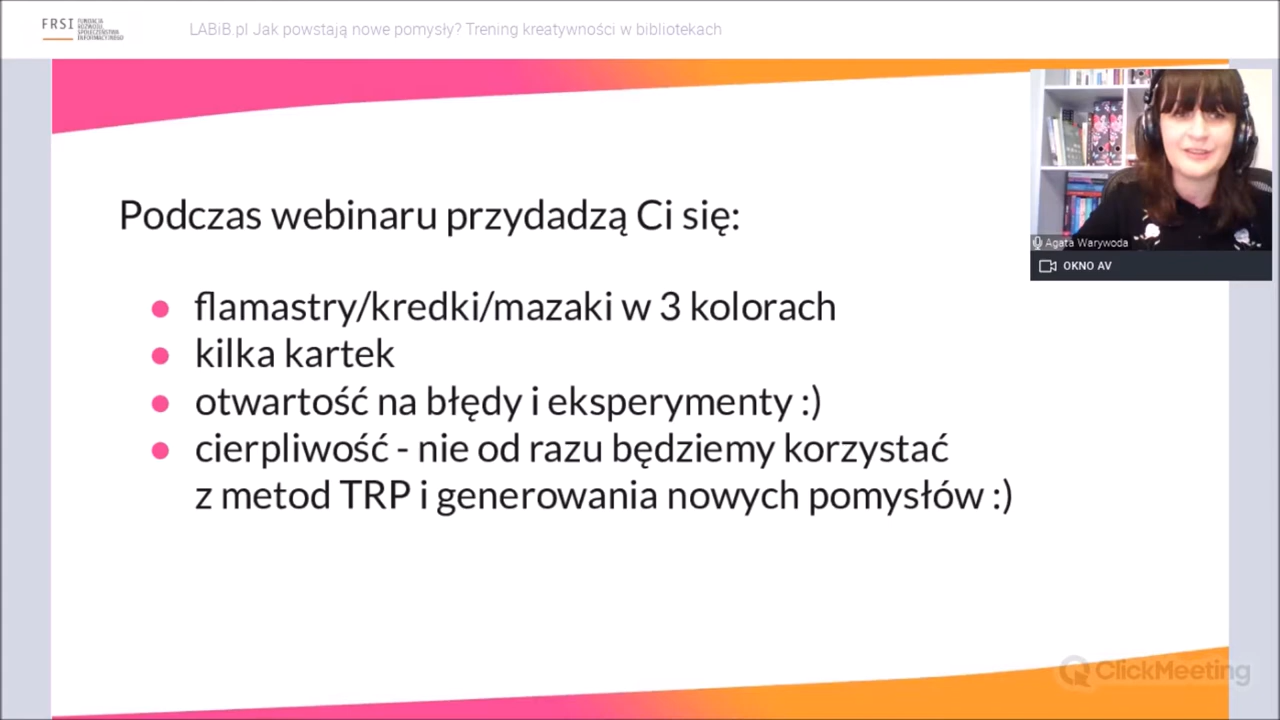 FRSI FUNDACJA
ROZWOJU
SPOŁECZEŃSTWA
INFORMACYJNEGO
LABiB.pl Jak powstają nowe pomysły? Trening kreatywności w bibliotekach
Agata Warywoda
OKNO AV
Podczas webinaru przydadzą Ci się:
● flamastry/kredki/mazaki w 3 kolorach
● kilka kartek
● otwartość na błędy i eksperymenty :)
● cierpliwość - nie od razu będziemy korzystać
z metod TRP i generowania nowych pomysłów :)
ClickMeeting